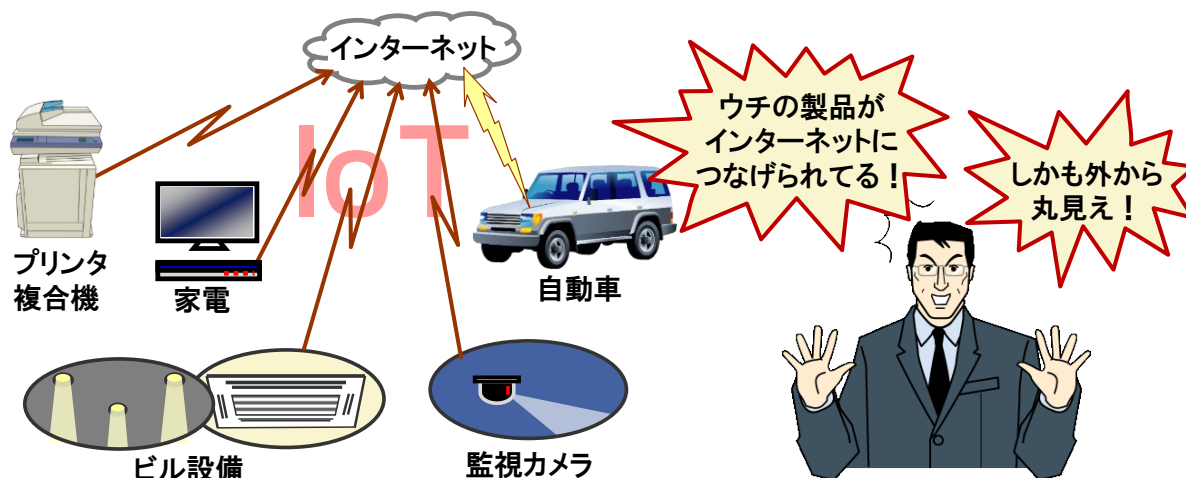 インターネット
IoT
プリンタ
複合機
家電
自動車
ビル設備
監視カメラ
ウチの製品が
インターネットに
つなげられてる！
しかも外から
丸見え！